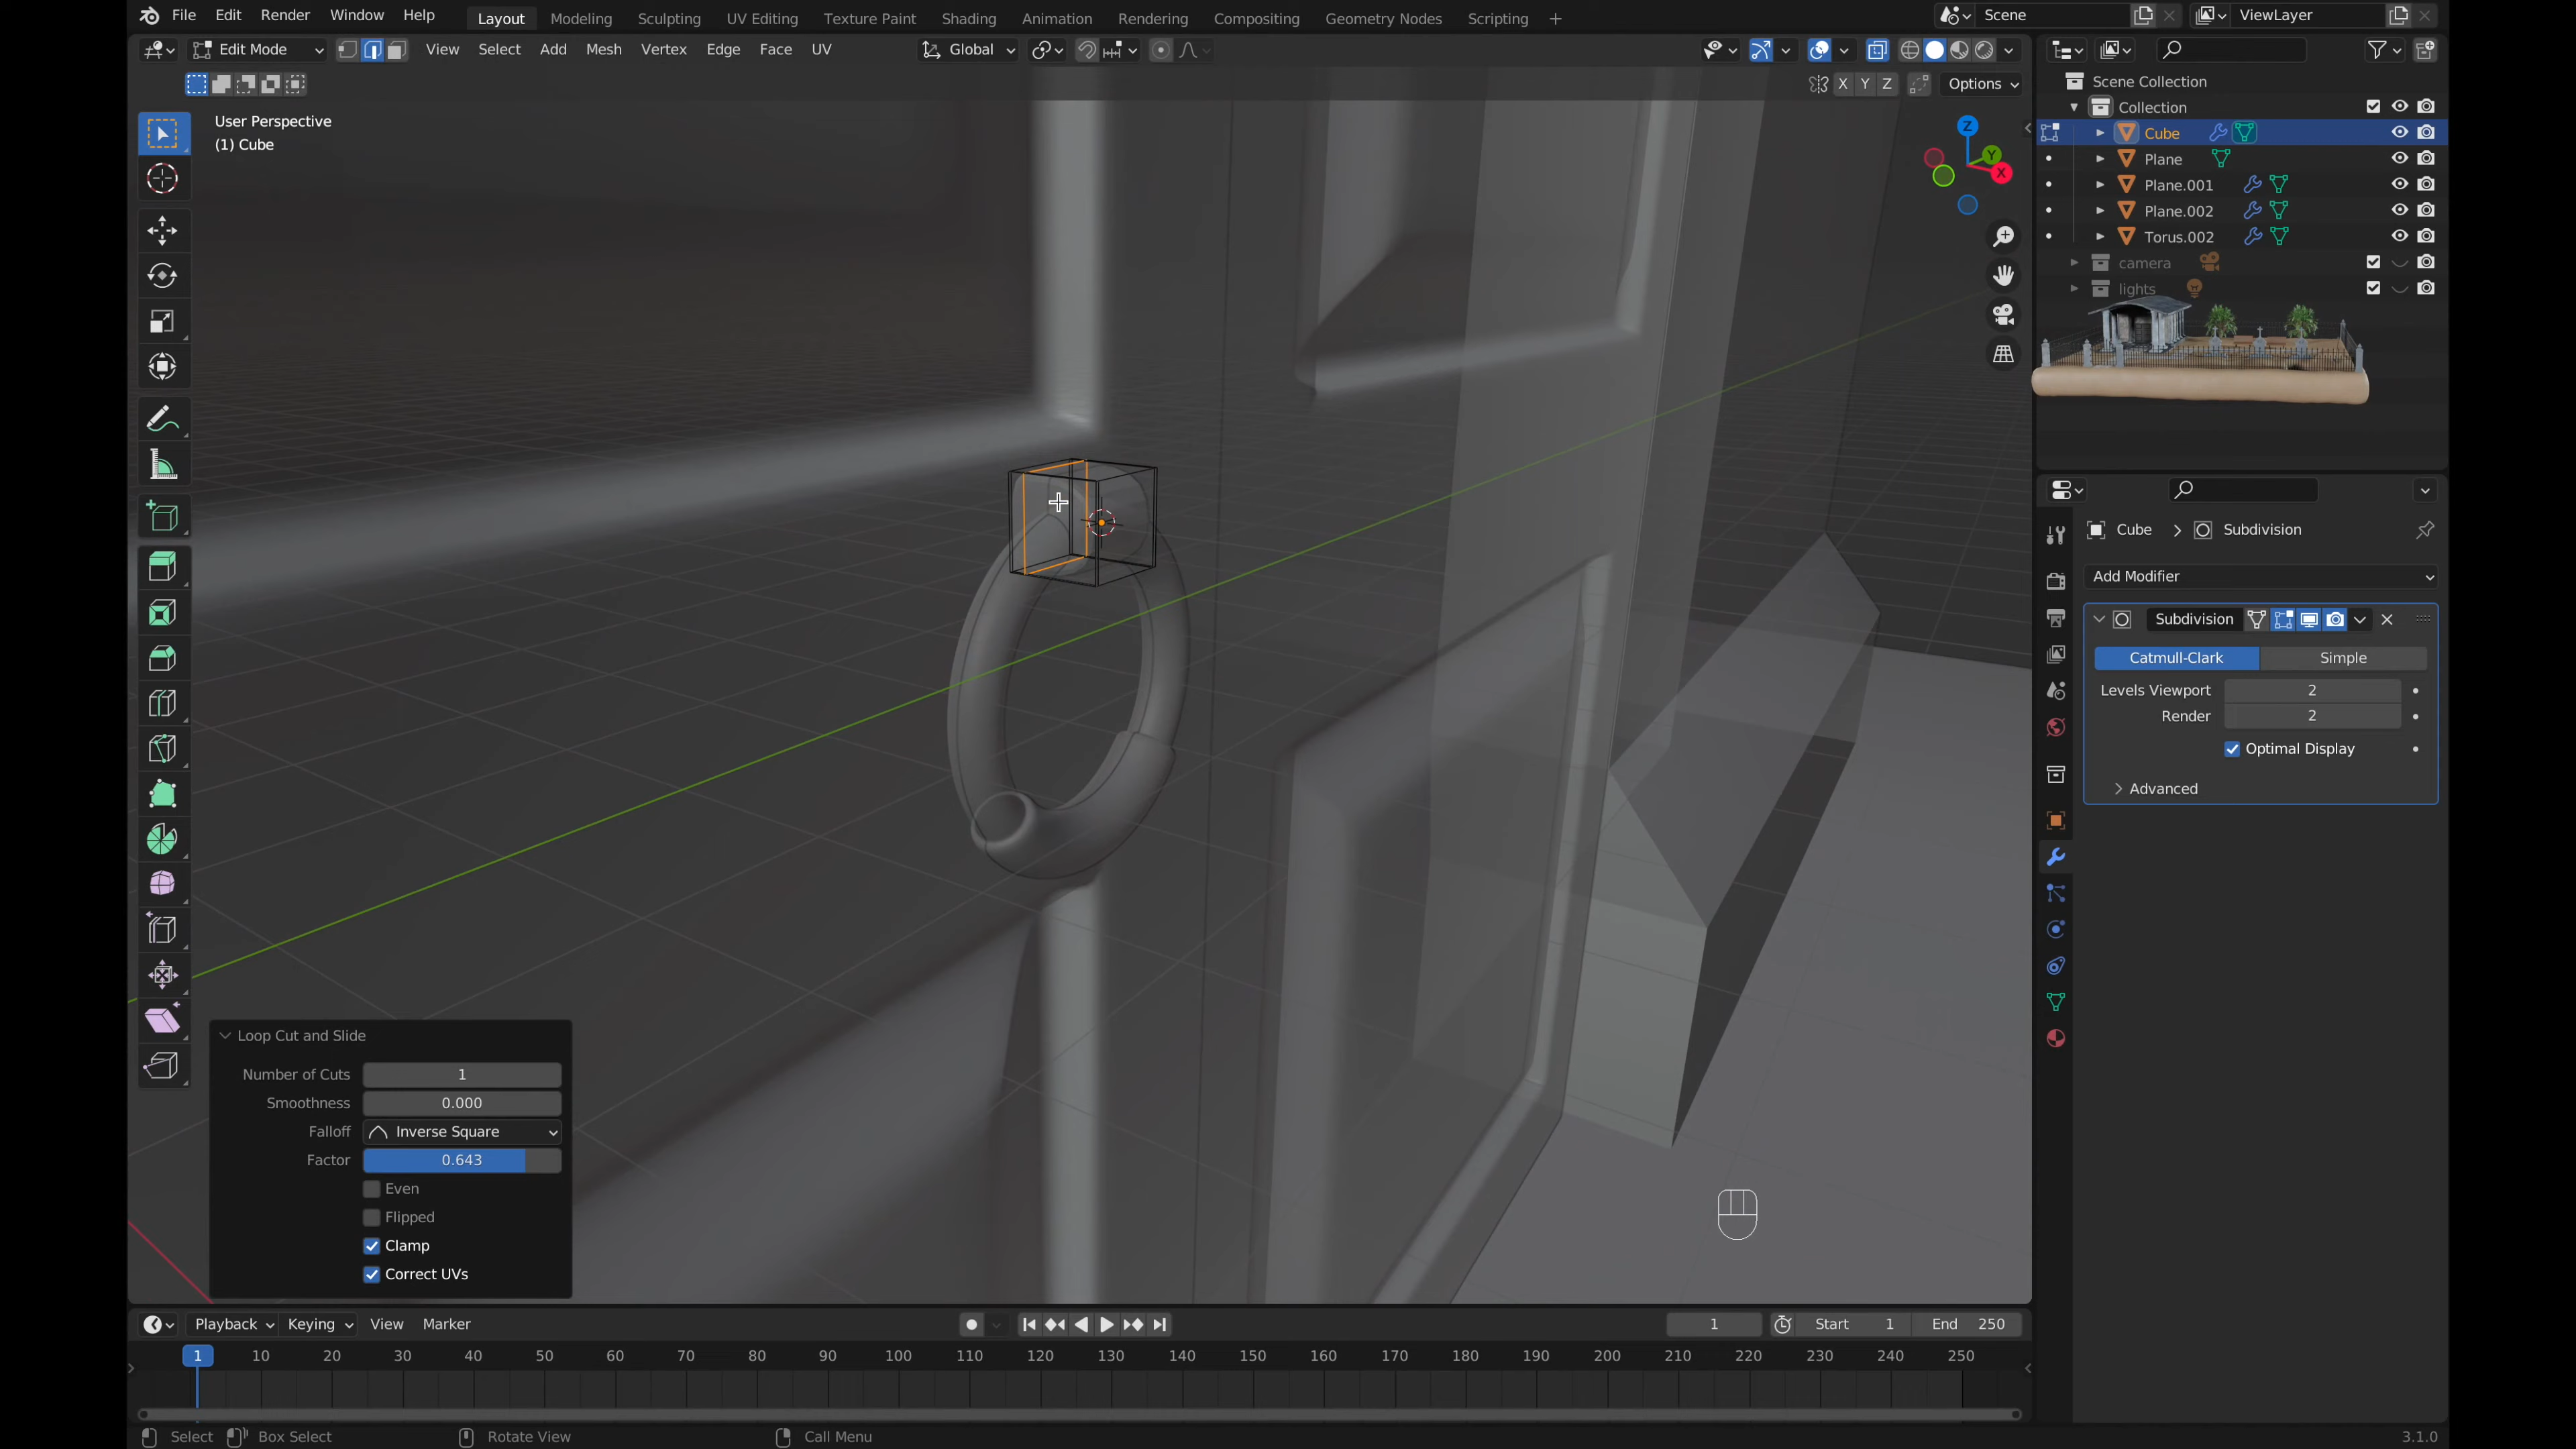 File Edit Render Window Help Layout Modeling Sculpting UV Editing Texture Paint Shading Animation Rendering Compositing Geometry Nodes Scripting + Scene ViewLayer
Edit Mode View Select Add Mesh Vertex Edge Face UV Global
X Y Z Options
User Perspective
(1) Cube
Z
Y
X
Scene Collection
Collection
Cube
Plane
Plane.001
Plane.002
Torus.002
camera
lights
Cube > Subdivision
Add Modifier
Subdivision
Catmull-Clark Simple
Levels Viewport 2
Render 2
Optimal Display
Advanced
Loop Cut and Slide
Number of Cuts 1
Smoothness 0.000
Falloff Inverse Square
Factor 0.643
Even
Flipped
Clamp
Correct UVs
Playback Keying View Marker 1 Start 1 End 250
1 10 20 30 40 50 60 70 80 90 100 110 120 130 140 150 160 170 180 190 200 210 220 230 240 250
Select Box Select Rotate View Call Menu 3.1.0